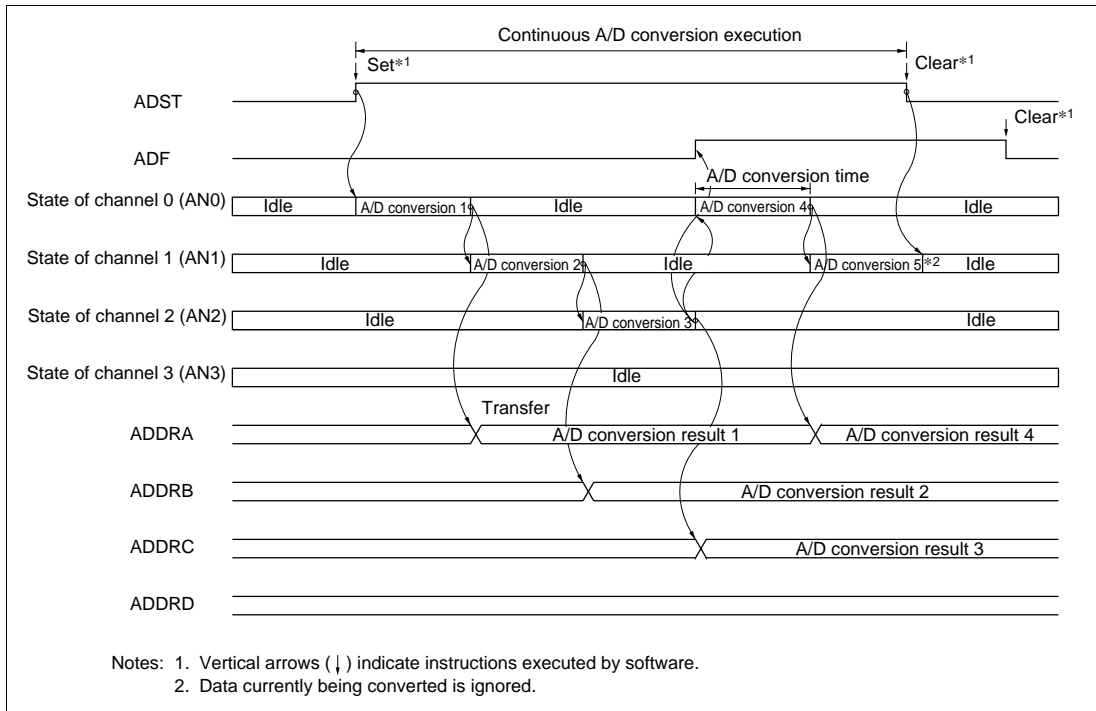 Continuous A/D conversion execution
Set*1
Clear*1
ADST
Clear*1
ADF
A/D conversion time
State of channel 0 (AN0)
Idle
A/D conversion 1
Idle
A/D conversion 4
Idle
State of channel 1 (AN1)
Idle
A/D conversion 2
Idle
A/D conversion 5
*2
Idle
State of channel 2 (AN2)
Idle
A/D conversion 3
Idle
State of channel 3 (AN3)
Idle
Transfer
ADDRA
A/D conversion result 1
A/D conversion result 4
ADDRB
A/D conversion result 2
ADDRC
A/D conversion result 3
ADDRD
Notes: 1. Vertical arrows (↓) indicate instructions executed by software.
2. Data currently being converted is ignored.